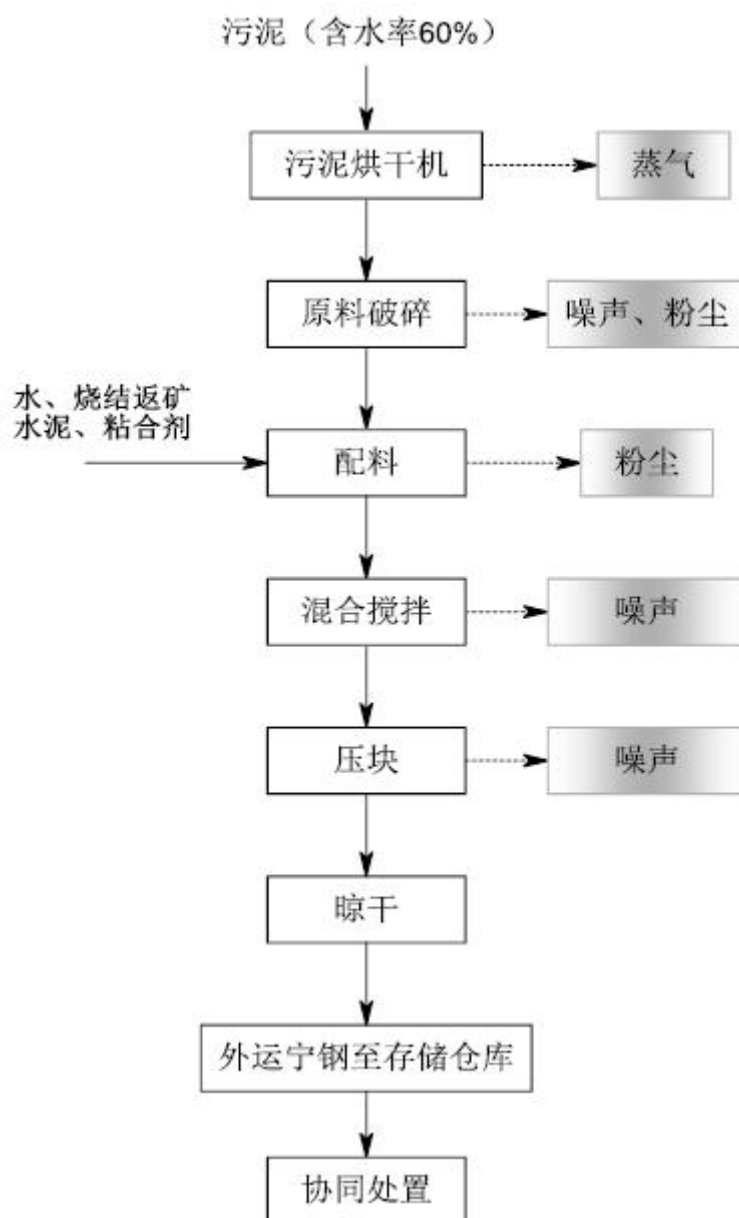 污泥（含水率60%）
污泥烘干机
蒸气
原料破碎
噪声、粉尘
水、烧结返矿
水泥、粘合剂
配料
粉尘
混合搅拌
噪声
压块
噪声
晾干
外运宁钢至存储仓库
协同处置